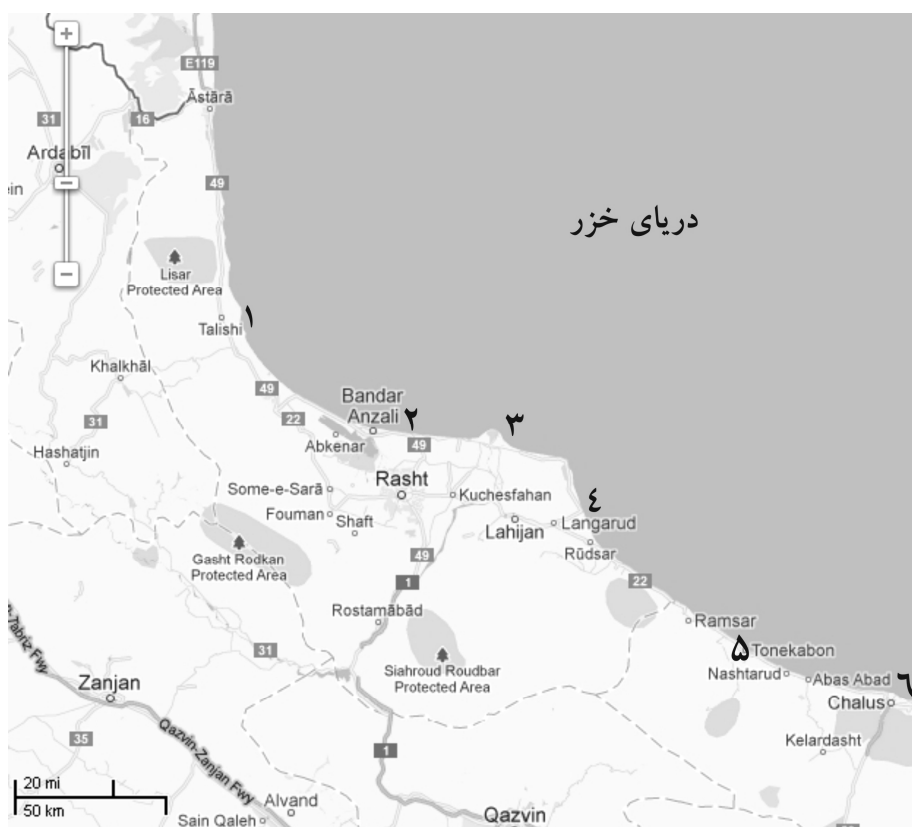 +
E119
Āstārā
31
16
Ardabīl
ein
49
دریای خزر
Lisar
Protected Area
۱
Talishi
Khalkhāl
49
31
22
Bandar
Anzali
۲
۳
49
Abkenar
Hashatjin
Some-e-Sarā
Rasht
Kuchesfahan
٤
Fouman
Shaft
Lahijan
Langarud
Rūdsar
49
Gasht Rodkan
Protected Area
1
22
Rostamābād
Ramsar
31
Siahroud Roudbar
Protected Area
۵
Tonekabon
Nashtarud
Abas Abad
٦
Chalus
n-Tabriz Fwy
Zanjan
35
Qazvin-Zanjan Fwy
1
Kelardasht
20 mi
50 km
Alvand
Sain Qaleh
Qazvin
31